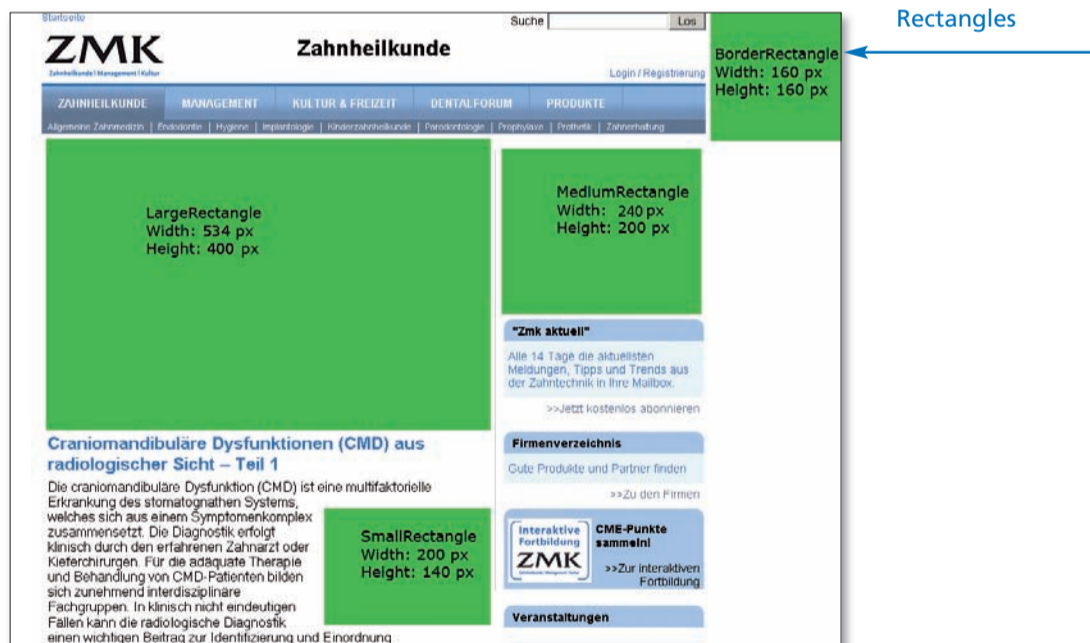 Startseite
Suche
Los
Rectangles
ZMK
Zahnheilkunde | Management | Kultur
Zahnheilkunde
Login / Registrierung
BorderRectangle
Width: 160 px
Height: 160 px
ZAHNHEILKUNDE MANAGEMENT KULTUR & FREIZEIT DENTALFORUM PRODUKTE
Allgemeine Zahnmedizin | Endodontie | Hygiene | Implantologie | Kinderzahnheilkunde | Parodontologie | Prophylaxe | Prothetik | Zahnerhaltung
LargeRectangle
Width: 534 px
Height: 400 px
MediumRectangle
Width: 240 px
Height: 200 px
"Zmk aktuell"
Alle 14 Tage die aktuellsten
Meldungen, Tipps und Trends aus
der Zahntechnik in Ihre Mailbox.
>>Jetzt kostenlos abonnieren
Firmenverzeichnis
Gute Produkte und Partner finden
>>Zu den Firmen
Interaktive
Fortbildung
ZMK
CME-Punkte
sammeln!
>>Zur interaktiven
Fortbildung
Veranstaltungen
Craniomandibuläre Dysfunktionen (CMD) aus
radiologischer Sicht – Teil 1
Die craniomandibuläre Dysfunktion (CMD) ist eine multifaktorielle
Erkrankung des stomatognathen Systems,
welches sich aus einem Symptomenkomplex
zusammensetzt. Die Diagnostik erfolgt
klinisch durch den erfahrenen Zahnarzt oder
Kieferchirurgen. Für die adäquate Therapie
und Behandlung von CMD-Patienten bilden
sich zunehmend interdisziplinäre
Fachgruppen. In klinisch nicht eindeutigen
Fällen kann die radiologische Diagnostik
einen wichtigen Beitrag zur Identifizierung und Einordnung
SmallRectangle
Width: 200 px
Height: 140 px